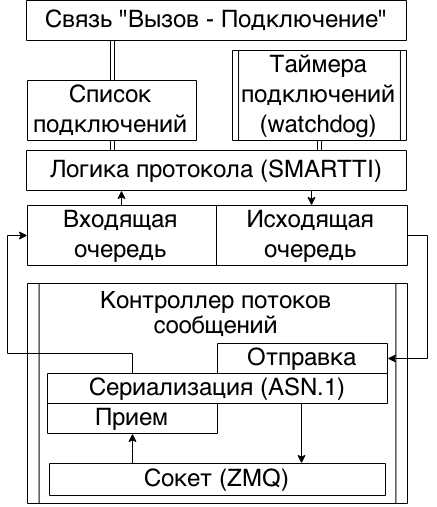 Связь "Вызов - Подключение"
Список
подключений
Таймера
подключений
(watchdog)
Логика протокола (SMARTTI)
Входящая
очередь
Исходящая
очередь
Контроллер потоков
сообщений
Отправка
Сериализация (ASN.1)
Прием
Сокет (ZMQ)